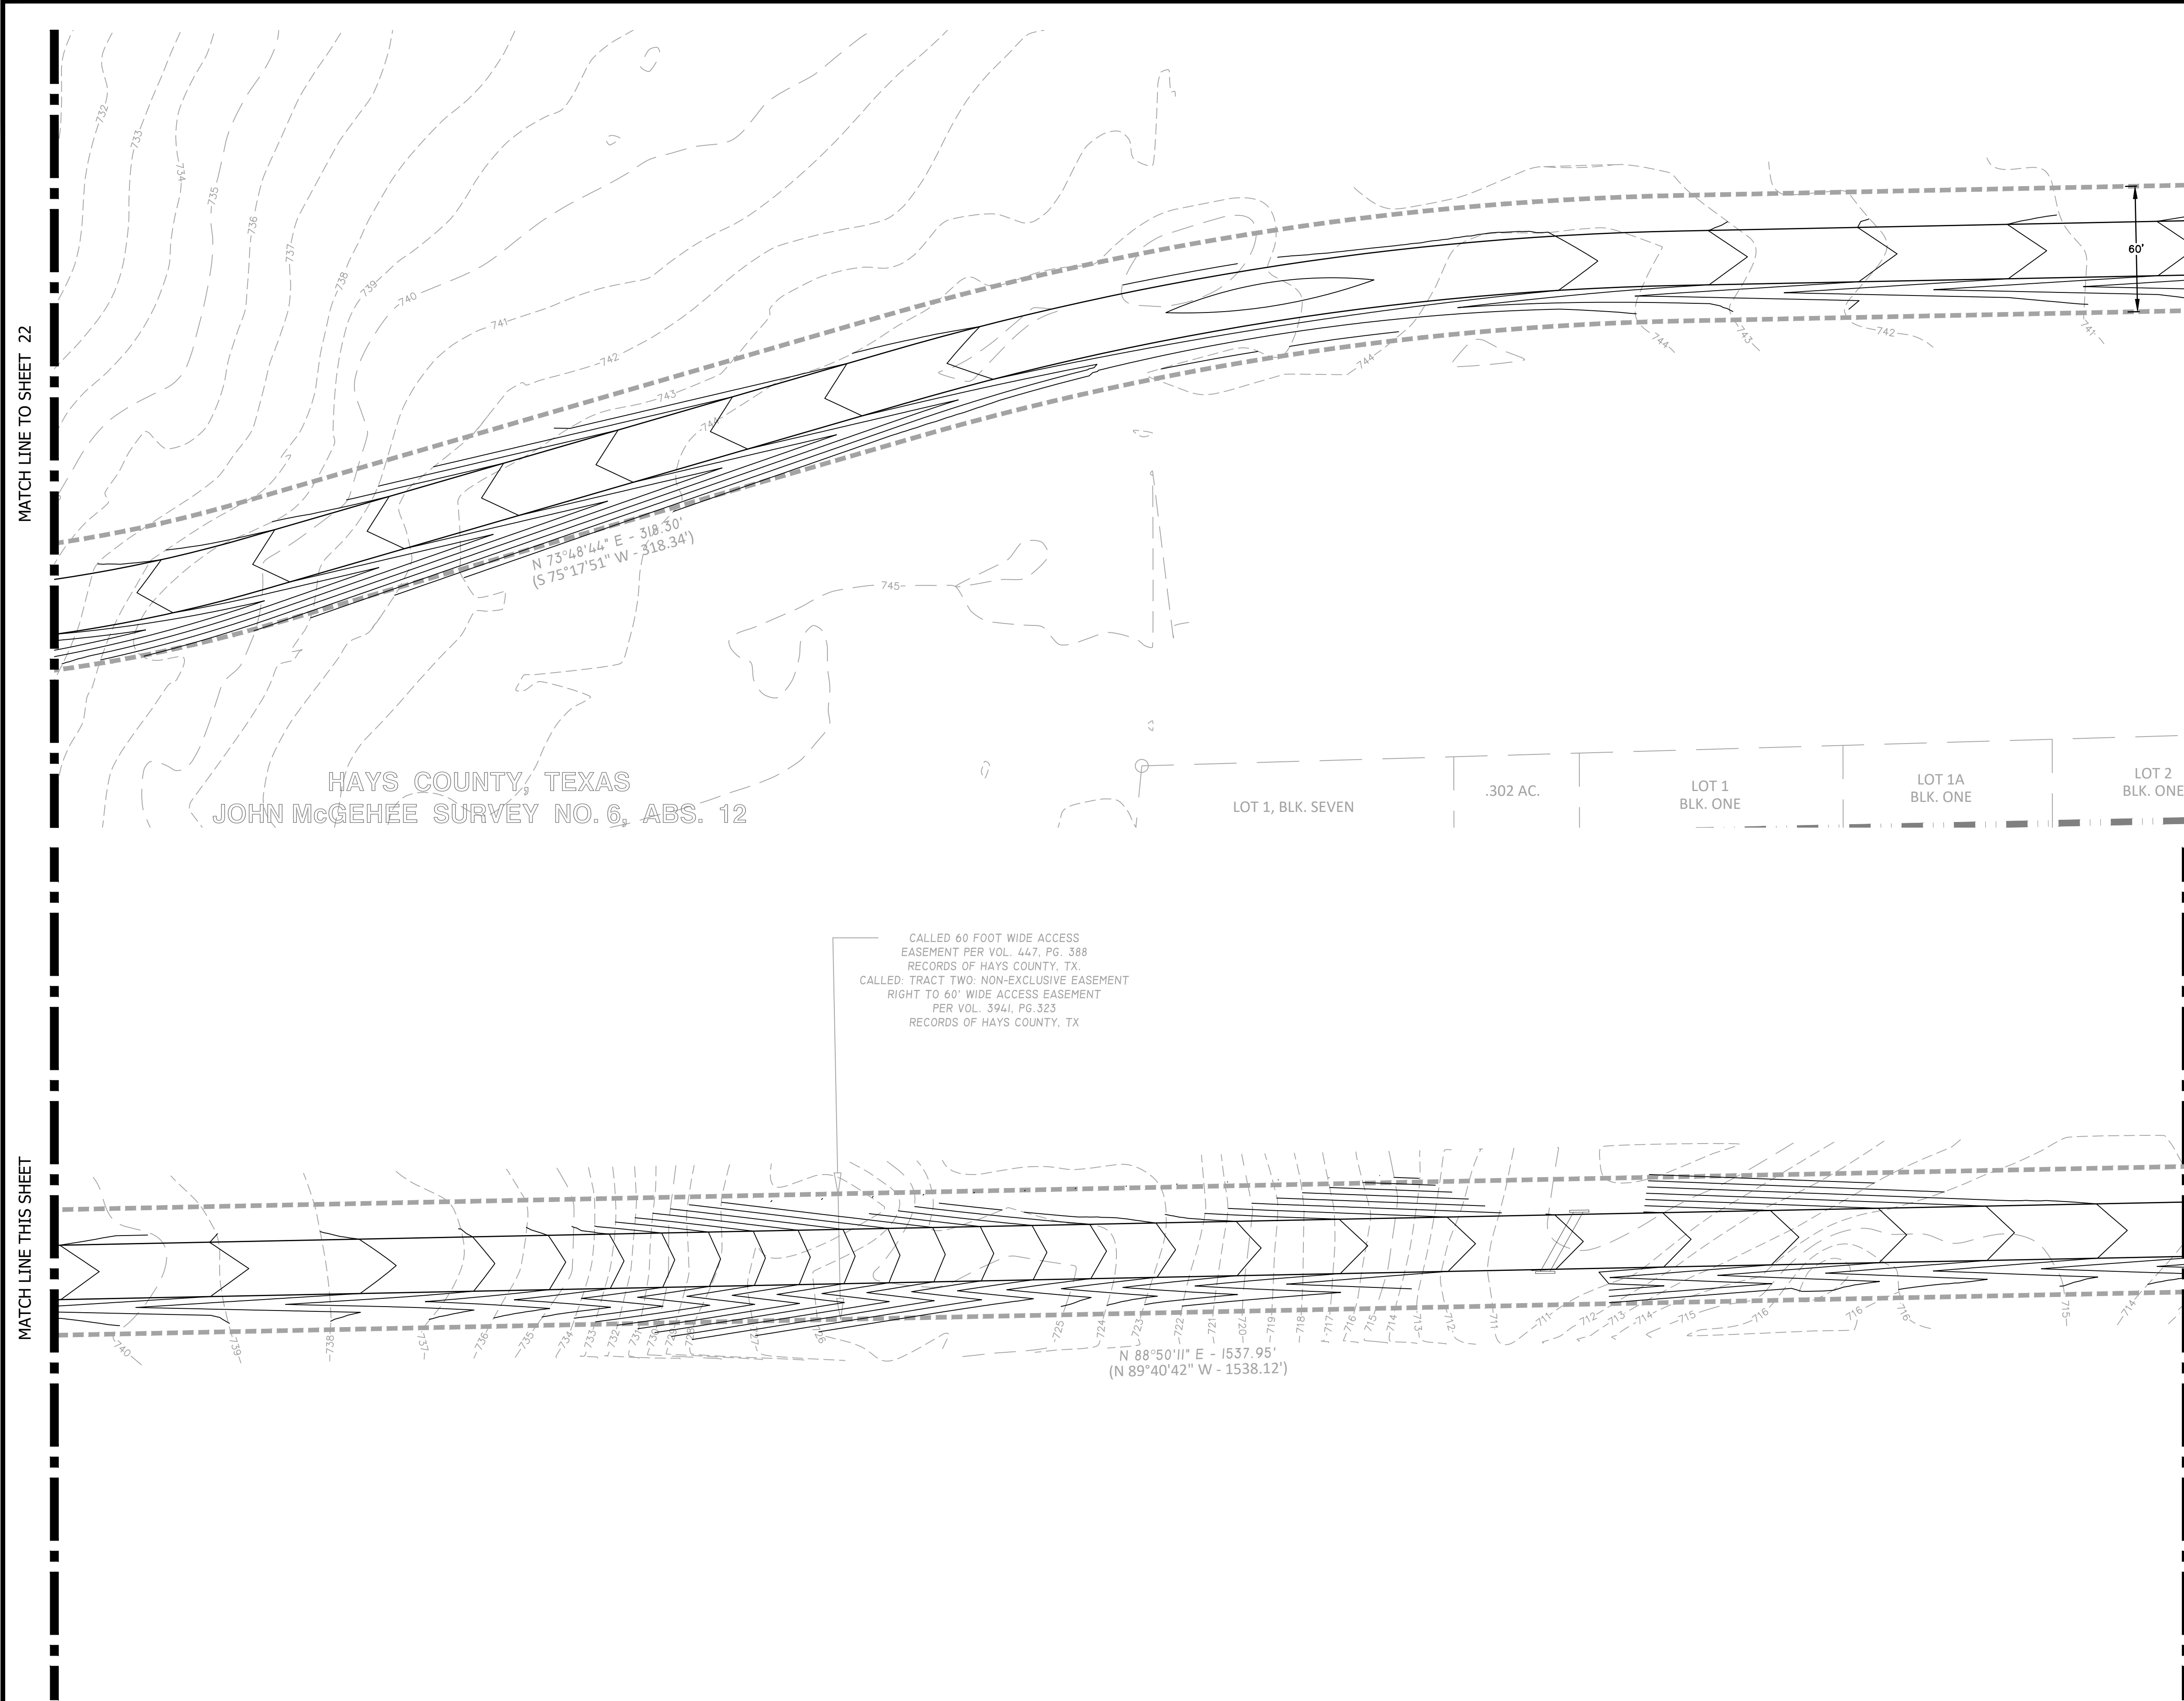 MATCH LINE TO SHEET 22
732
733
734
735
736
737
738
739
740
741
742
743
744
N 73°48'44" E - 318.30'
(S 75°17'51" W - 318.34')
745
744
744
743
742
741
60'
HAYS COUNTY, TEXAS
JOHN McGEHEE SURVEY NO. 6, ABS. 12
LOT 1, BLK. SEVEN
.302 AC.
LOT 1
BLK. ONE
LOT 1A
BLK. ONE
LOT 2
BLK. ONE
MATCH LINE THIS SHEET
CALLED 60 FOOT WIDE ACCESS
EASEMENT PER VOL. 447, PG. 388
RECORDS OF HAYS COUNTY, TX.
CALLED: TRACT TWO: NON-EXCLUSIVE EASEMENT
RIGHT TO 60' WIDE ACCESS EASEMENT
PER VOL. 3941, PG.323
RECORDS OF HAYS COUNTY, TX
740
739
738
737
736
735
734
733
732
731
726
725
724
723
722
721
720
719
718
717
716
715
714
713
712
711
711
712
713
714
715
716
716
716
715
714
N 88°50'11" E - 1537.95'
(N 89°40'42" W - 1538.12')